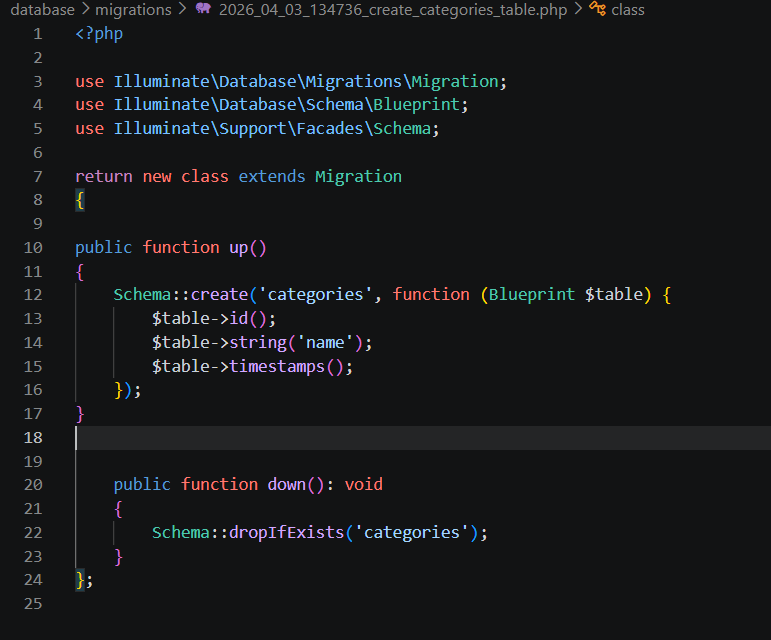 database > migrations > 2026_04_03_134736_create_categories_table.php > class
1 <?php
2
3 use Illuminate\Database\Migrations\Migration;
4 use Illuminate\Database\Schema\Blueprint;
5 use Illuminate\Support\Facades\Schema;
6
7 return new class extends Migration
8 {
9
10 public function up()
11 {
12     Schema::create('categories', function (Blueprint $table) {
13         $table->id();
14         $table->string('name');
15         $table->timestamps();
16     });
17 }
18
19
20     public function down(): void
21     {
22         Schema::dropIfExists('categories');
23     }
24 };
25